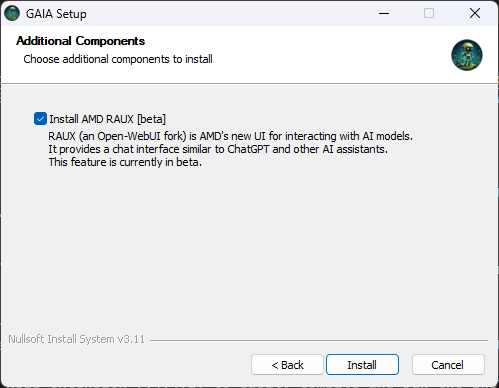 GAIA Setup
Additional Components
Choose additional components to install
Install AMD RAUX [beta]
RAUX (an Open-WebUI fork) is AMD's new UI for interacting with AI models.
It provides a chat interface similar to ChatGPT and other AI assistants.
This feature is currently in beta.
Nullsoft Install System v3.11
< Back
Install
Cancel